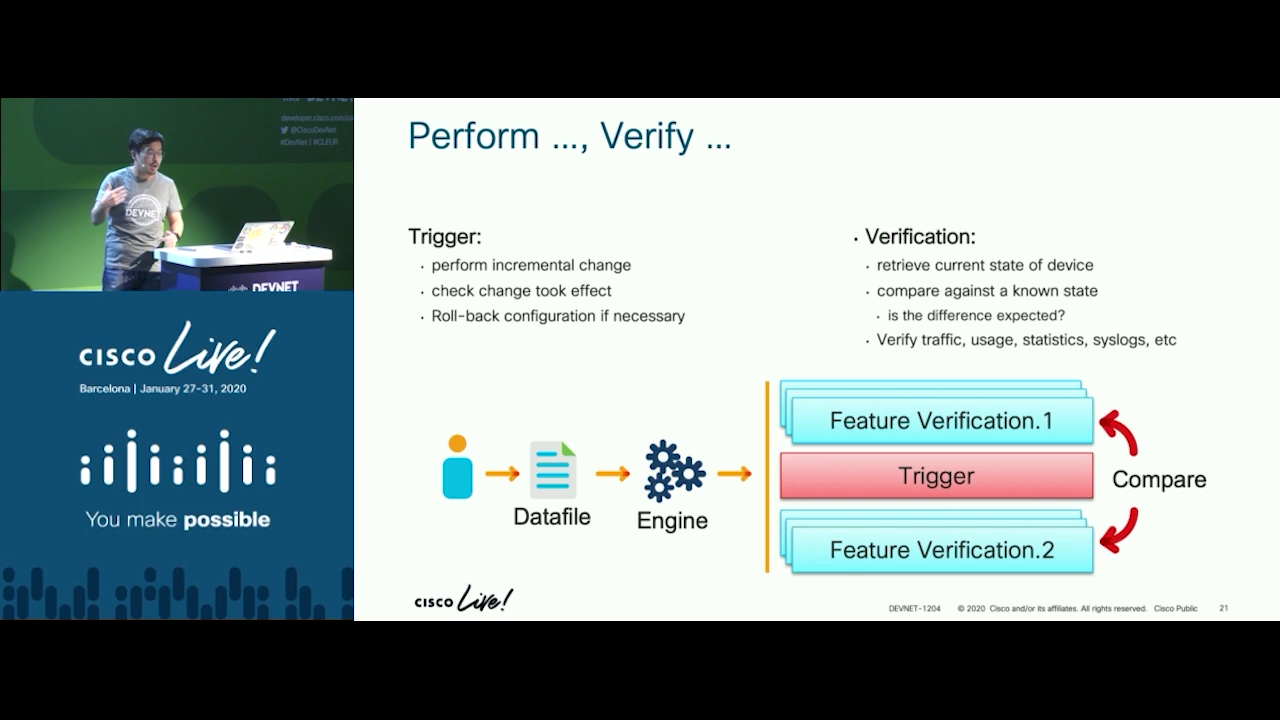 developer.cisco.com/
@CiscoDevNet
#DevNet | #CLEUR
DEVNET
DEVNET
CISCO Live!
Barcelona | January 27-31, 2020
You make possible
Perform ..., Verify ...
Trigger:
· perform incremental change
· check change took effect
· Roll-back configuration if necessary
· Verification:
· retrieve current state of device
· compare against a known state
· is the difference expected?
· Verify traffic, usage, statistics, syslogs, etc
Datafile
Engine
Feature Verification.1
Trigger
Feature Verification.2
Compare
CISCO Live!
DEVNET-1204 © 2020 Cisco and/or its affiliates. All rights reserved. Cisco Public 21